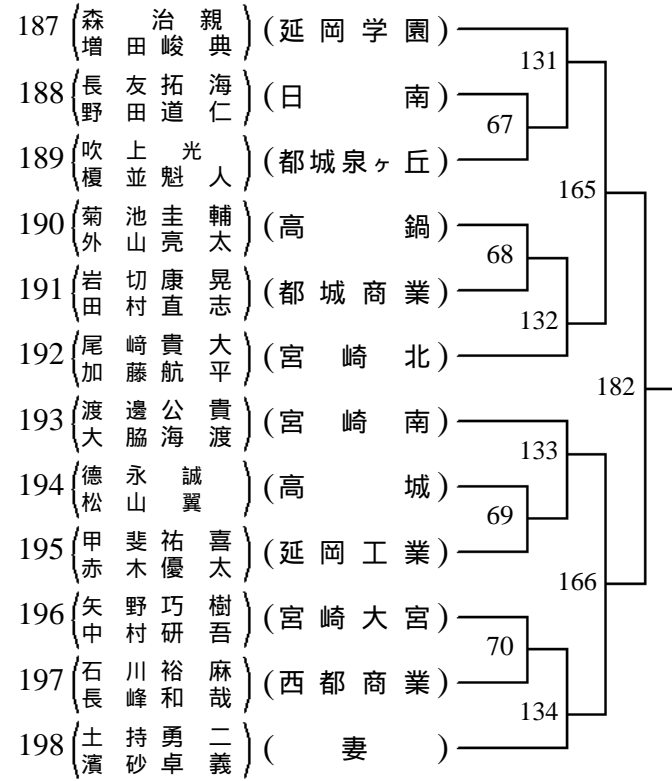 187 (森 治親 (延岡学園)
増田峻典
131
188 (長友拓海 (日南)
野田道仁
67
189 (吹上光 (都城泉ヶ丘)
榎並魁人
165
190 (菊池圭輔 (高鍋)
外山亮太
68
191 (岩切康晃 (都城商業)
田村直志
132
192 (尾﨑貴大 (宮崎北)
加藤航平
182
193 (渡邊公貴 (宮崎南)
大脇海渡
133
194 (德永誠 (高城)
松山翼
69
195 (甲斐祐喜 (延岡工業)
赤木優太
166
196 (矢野巧樹 (宮崎大宮)
中村研吾
70
197 (石川裕麻 (西都商業)
長峰和哉
134
198 (土持勇二 (妻)
濱砂卓義